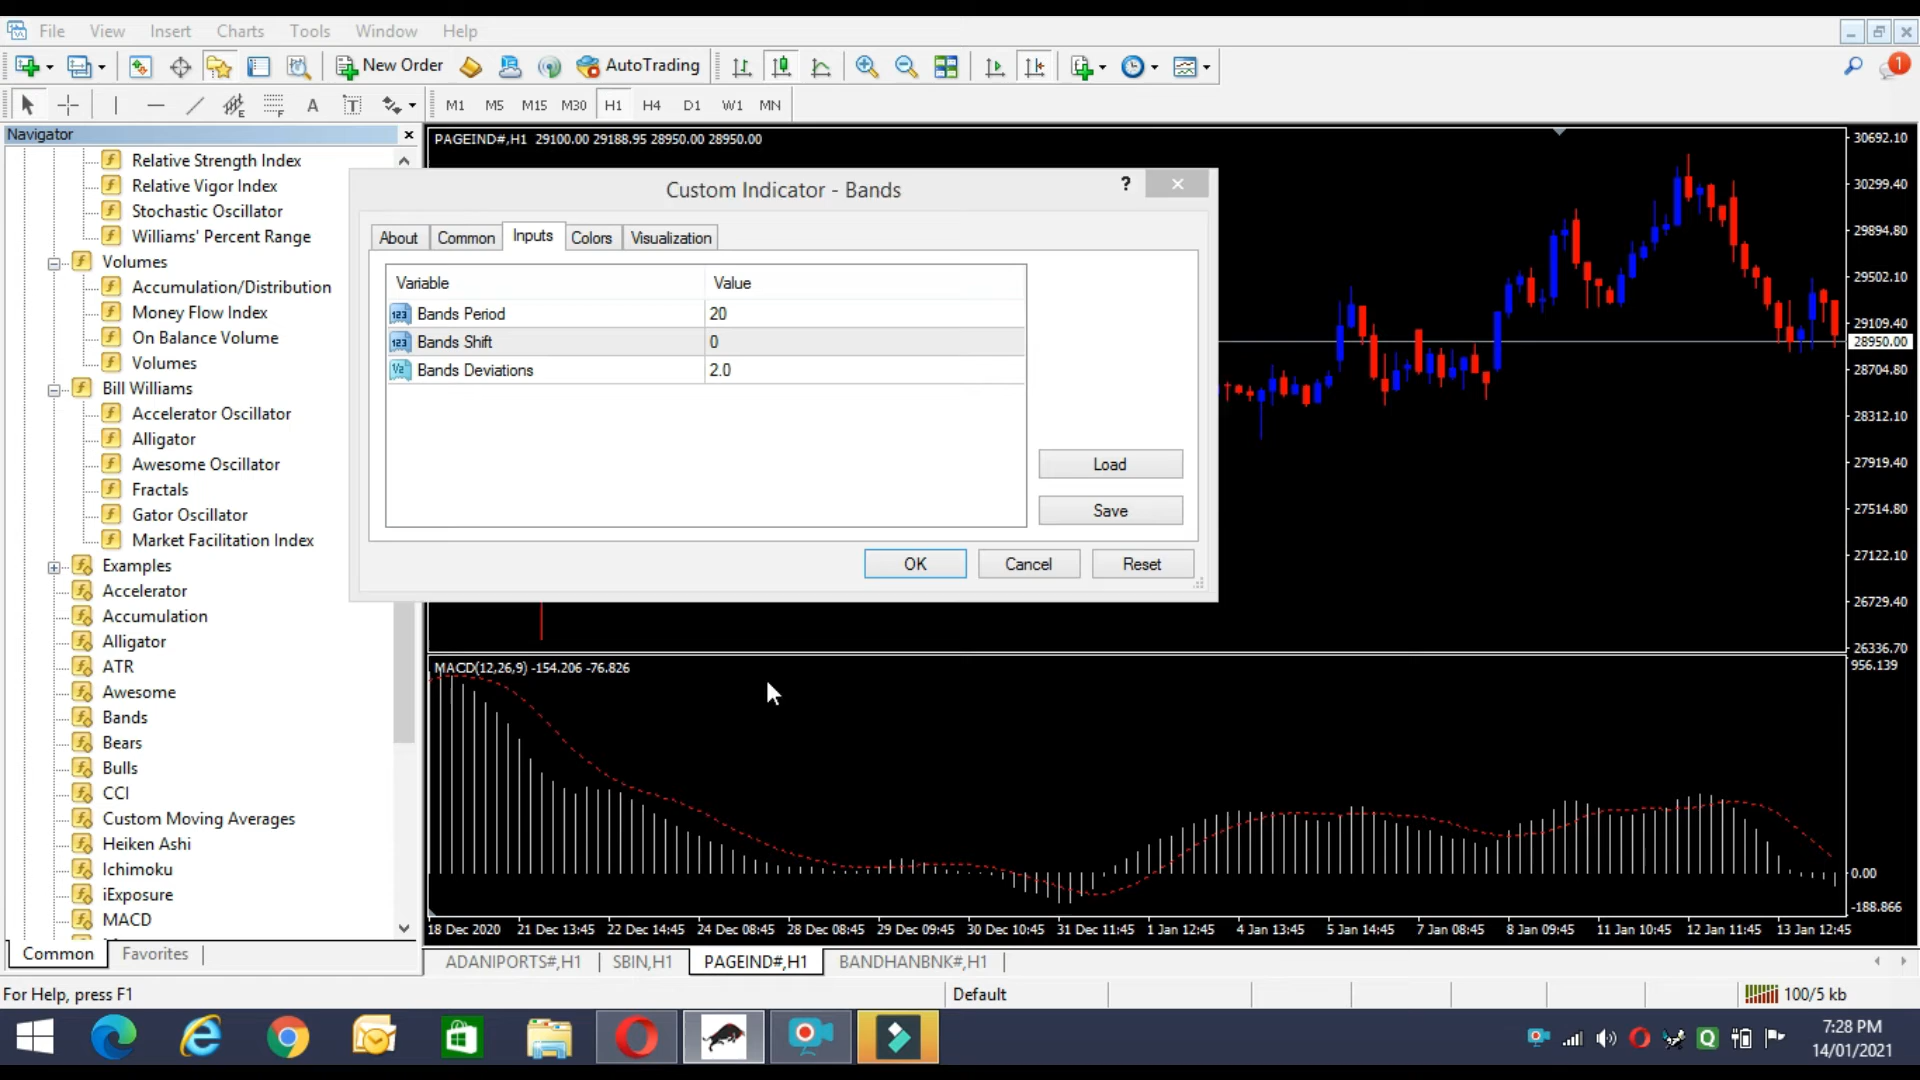 File View Insert Charts Tools Window Help
New Order AutoTrading 1
A T M1 M5 M15 M30 H1 H4 D1 W1 MN
Navigator
Relative Strength Index
Relative Vigor Index
Stochastic Oscillator
Williams' Percent Range
Volumes
Accumulation/Distribution
Money Flow Index
On Balance Volume
Volumes
Bill Williams
Accelerator Oscillator
Alligator
Awesome Oscillator
Fractals
Gator Oscillator
Market Facilitation Index
Examples
Accelerator
Accumulation
Alligator
ATR
Awesome
Bands
Bears
Bulls
CCI
Custom Moving Averages
Heiken Ashi
Ichimoku
iExposure
MACD
Common Favorites
PAGEIND#,H1 29100.00 29188.95 28950.00 28950.00
Custom Indicator - Bands
?
About Common Inputs Colors Visualization
Variable Value
Bands Period 20
Bands Shift 0
Bands Deviations 2.0
Load
Save
OK Cancel Reset
30692.10
30299.40
29894.80
29502.10
29109.40
28950.00
28704.80
28312.10
27919.40
27514.80
27122.10
26729.40
26336.70
MACD(12,26,9) -154.206 -76.826
956.139
0.00
-188.866
18 Dec 2020 21 Dec 13:45 22 Dec 14:45 24 Dec 08:45 28 Dec 08:45 29 Dec 09:45 30 Dec 10:45 31 Dec 11:45 1 Jan 12:45 4 Jan 13:45 5 Jan 14:45 7 Jan 08:45 8 Jan 09:45 11 Jan 10:45 12 Jan 11:45 13 Jan 12:45
ADANIPORTS#,H1 SBIN,H1 PAGEIND#,H1 BANDHANBNK#,H1
For Help, press F1 Default 100/5 kb
7:28 PM
14/01/2021